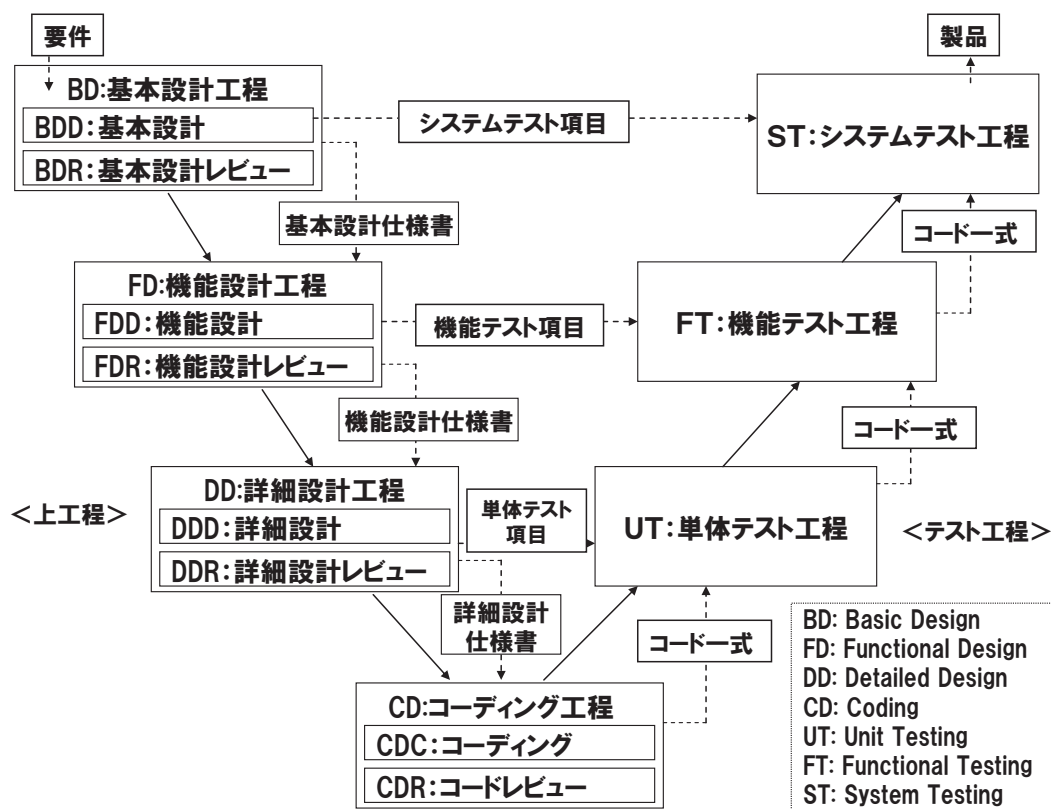 要件
製品
BD:基本設計工程
BDD:基本設計
BDR:基本設計レビュー
システムテスト項目
ST:システムテスト工程
基本設計仕様書
コード一式
FD:機能設計工程
FDD:機能設計
FDR:機能設計レビュー
機能テスト項目
FT:機能テスト工程
機能設計仕様書
コード一式
<上工程>
DD:詳細設計工程
DDD:詳細設計
DDR:詳細設計レビュー
単体テスト
項目
UT:単体テスト工程
<テスト工程>
詳細設計
仕様書
コード一式
CD:コーディング工程
CDC:コーディング
CDR:コードレビュー
BD: Basic Design
FD: Functional Design
DD: Detailed Design
CD: Coding
UT: Unit Testing
FT: Functional Testing
ST: System Testing